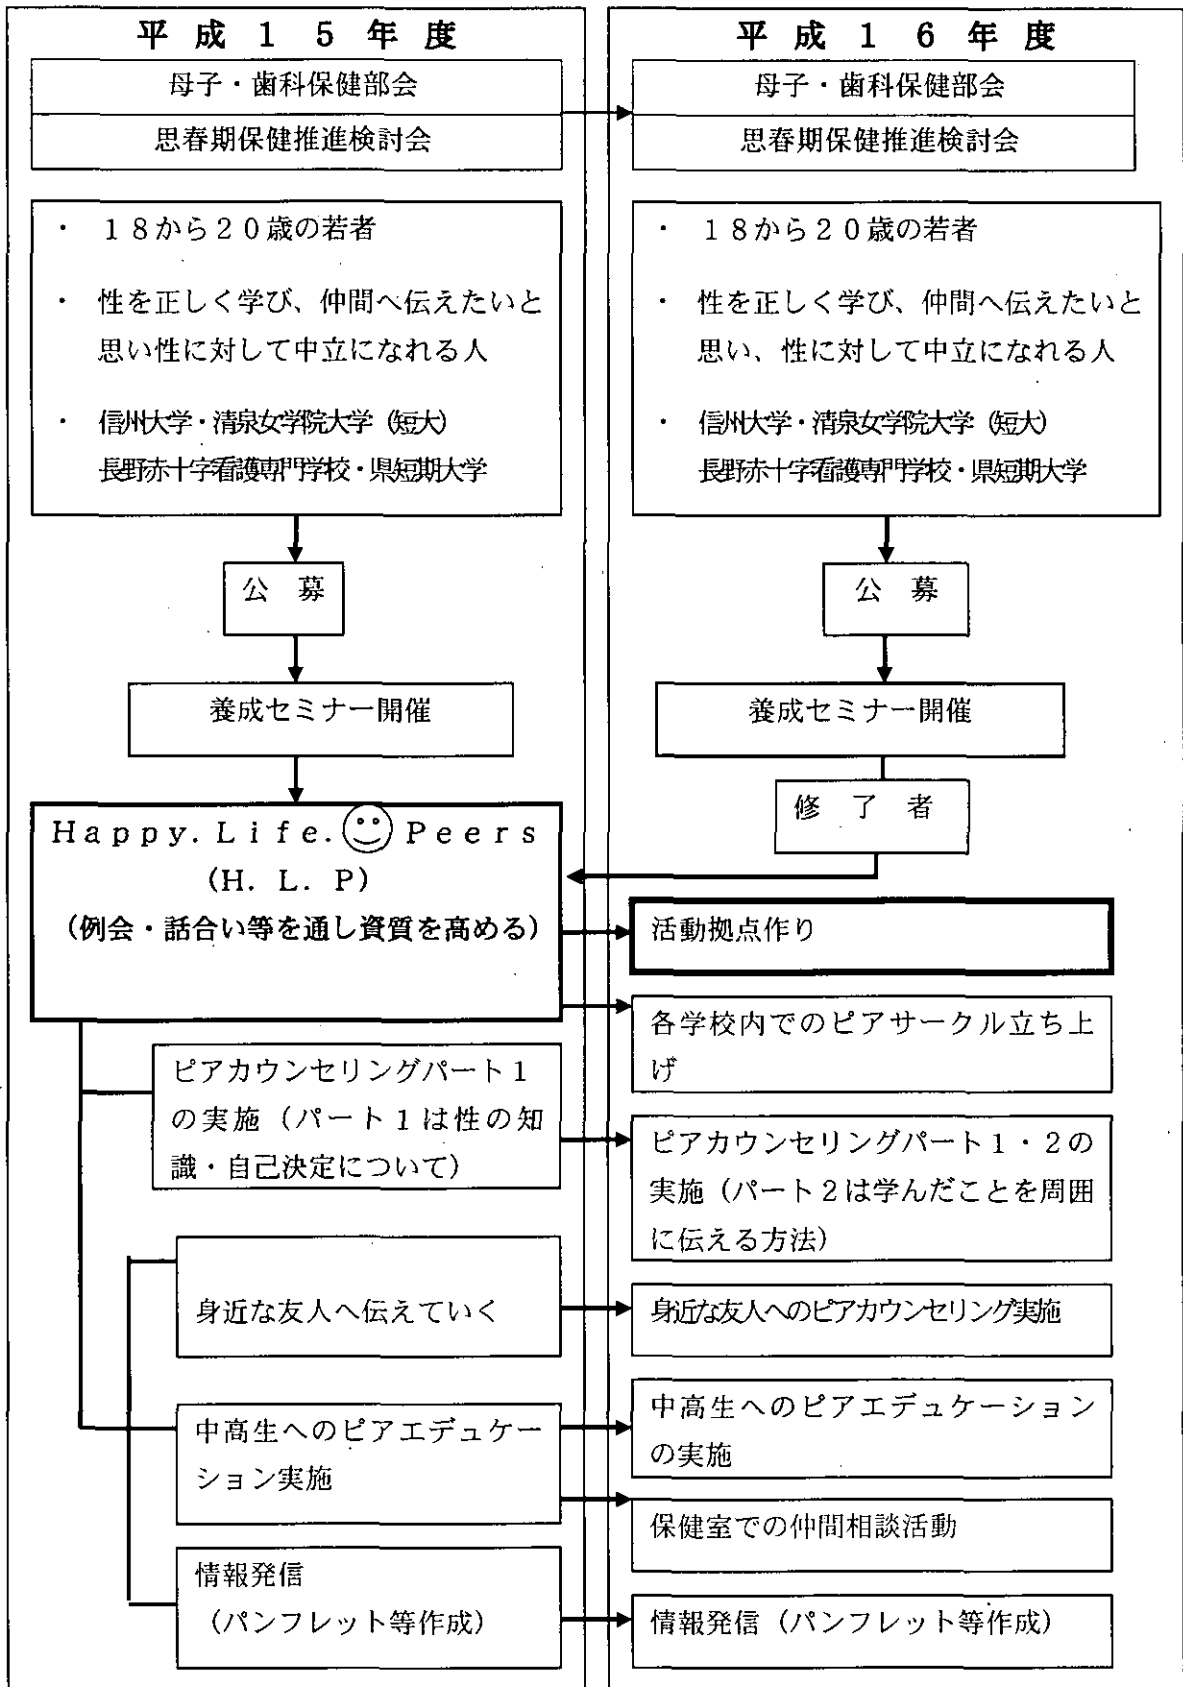 平成１５年度
母子・歯科保健部会
思春期保健推進検討会
・ １８から２０歳の若者
・ 性を正しく学び、仲間へ伝えたいと
思い性に対して中立になれる人
・ 信州大学・清泉女学院大学（短大）
長野赤十字看護専門学校・県短期大学
公 募
養成セミナー開催
Happy. Life. Peers
（H. L. P）
（例会・話合い等を通し資質を高める）
ピアカウンセリングパート１
の実施（パート１は性の知
識・自己決定について）
身近な友人へ伝えていく
中高生へのピアエデュケー
ション実施
情報発信
（パンフレット等作成）
平成１６年度
母子・歯科保健部会
思春期保健推進検討会
・ １８から２０歳の若者
・ 性を正しく学び、仲間へ伝えたいと
思い、性に対して中立になれる人
・ 信州大学・清泉女学院大学（短大）
長野赤十字看護専門学校・県短期大学
公 募
養成セミナー開催
修 了 者
活動拠点作り
各学校内でのピアサークル立ち上
げ
ピアカウンセリングパート１・２の
実施（パート２は学んだことを周囲
に伝える方法）
身近な友人へのピアカウンセリング実施
中高生へのピアエデュケーション
の実施
保健室での仲間相談活動
情報発信（パンフレット等作成）